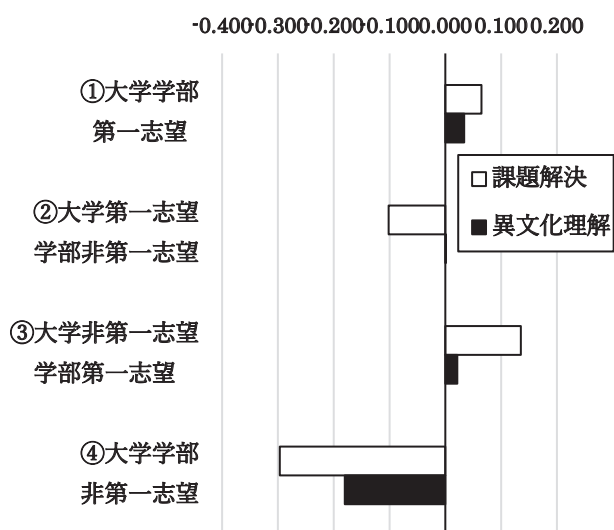 -0.400-0.300-0.200-0.1000.0000.1000.200
①大学学部
第一志望
②大学第一志望
学部非第一志望
③大学非第一志望
学部第一志望
④大学学部
非第一志望
課題解決
異文化理解